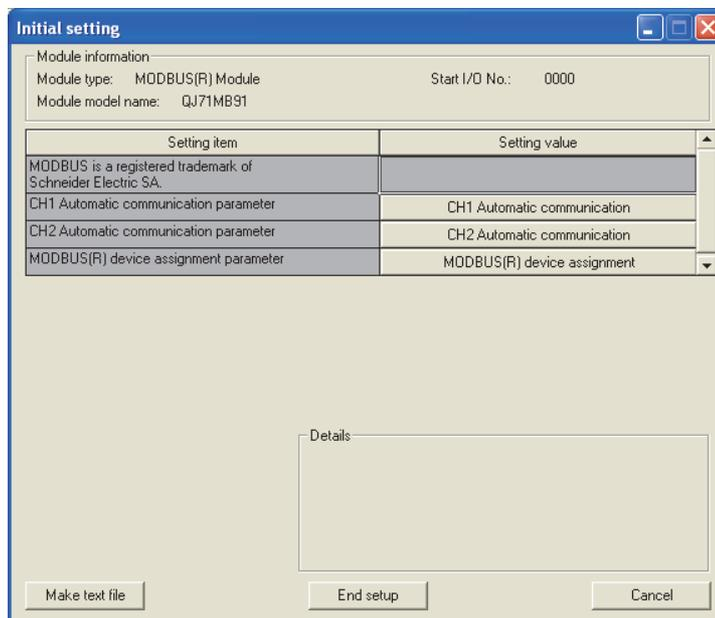 Initial setting
Module information
Module type: MODBUS(R) Module Start I/O No.: 0000
Module model name: QJ71MB91
Setting item Setting value
MODBUS is a registered trademark of
Schneider Electric SA.
CH1 Automatic communication parameter CH1 Automatic communication
CH2 Automatic communication parameter CH2 Automatic communication
MODBUS(R) device assignment parameter MODBUS(R) device assignment
Details
Make text file End setup Cancel